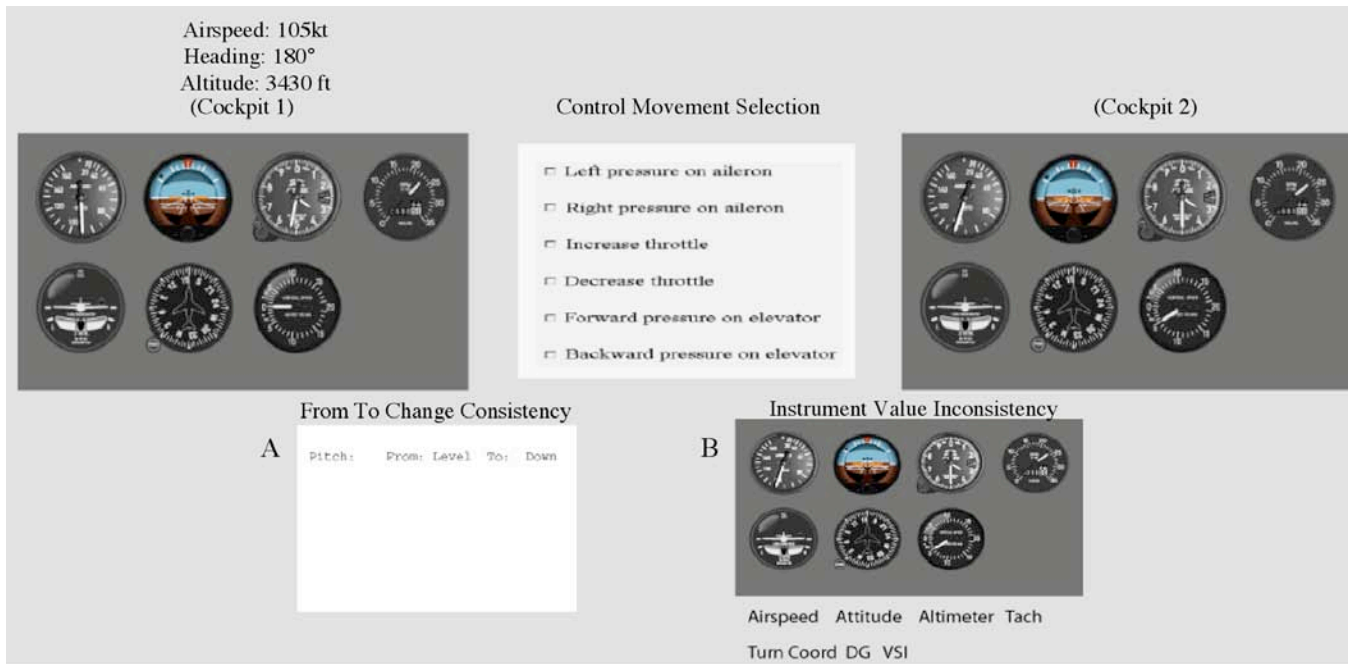 Airspeed: 105kt
Heading: 180°
Altitude: 3430 ft
(Cockpit 1)
Control Movement Selection
(Cockpit 2)
Left pressure on aileron
Right pressure on aileron
Increase throttle
Decrease throttle
Forward pressure on elevator
Backward pressure on elevator
From To Change Consistency
Instrument Value Inconsistency
A
Pitch: From: Level To: Down
B
Airspeed Attitude Altimeter Tach
Turn Coord DG VSI